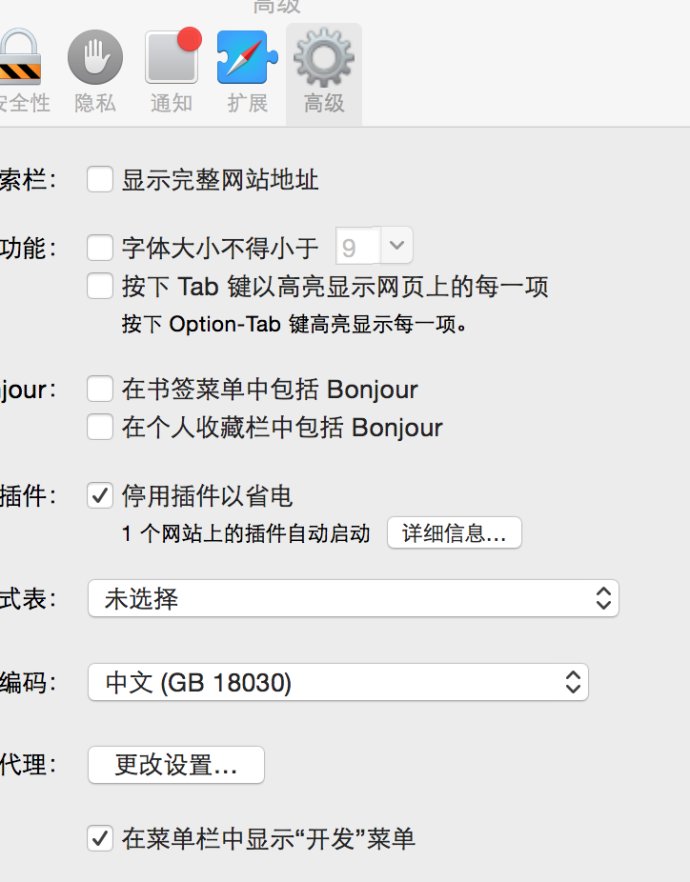 高级
安全性 隐私 通知 扩展 高级
索栏： 显示完整网站地址
功能： 字体大小不得小于 9
按下 Tab 键以高亮显示网页上的每一项
按下 Option-Tab 键高亮显示每一项。
jour： 在书签菜单中包括 Bonjour
在个人收藏栏中包括 Bonjour
插件： 停用插件以省电
1 个网站上的插件自动启动 详细信息...
式表： 未选择
编码： 中文 (GB 18030)
代理： 更改设置...
在菜单栏中显示“开发”菜单